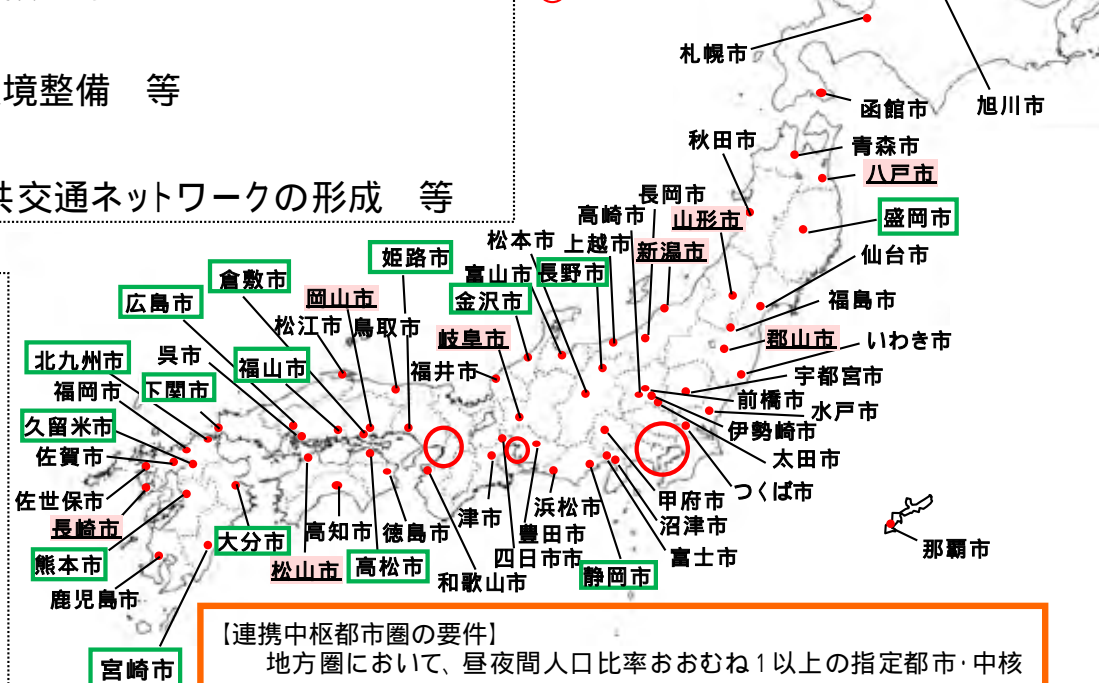 境整備　等
共交通ネットワークの形成　等
札幌市
函館市
旭川市
秋田市
青森市
八戸市
長岡市
高崎市
山形市
盛岡市
松本市
上越市
新潟市
仙台市
姫路市
富山市
長野市
倉敷市
岡山市
金沢市
福島市
広島市
松江市
鳥取市
岐阜市
郡山市
いわき市
北九州市
呉市
福山市
福井市
宇都宮市
福岡市
下関市
前橋市
水戸市
久留米市
伊勢崎市
佐賀市
太田市
佐世保市
甲府市
つくば市
長崎市
高知市
徳島市
津市
浜松市
豊田市
沼津市
大分市
四日市市
富士市
那覇市
熊本市
松山市
高松市
和歌山市
静岡市
鹿児島市
宮崎市
【連携中枢都市圏の要件】
地方圏において、昼夜間人口比率おおむね１以上の指定都市・中核